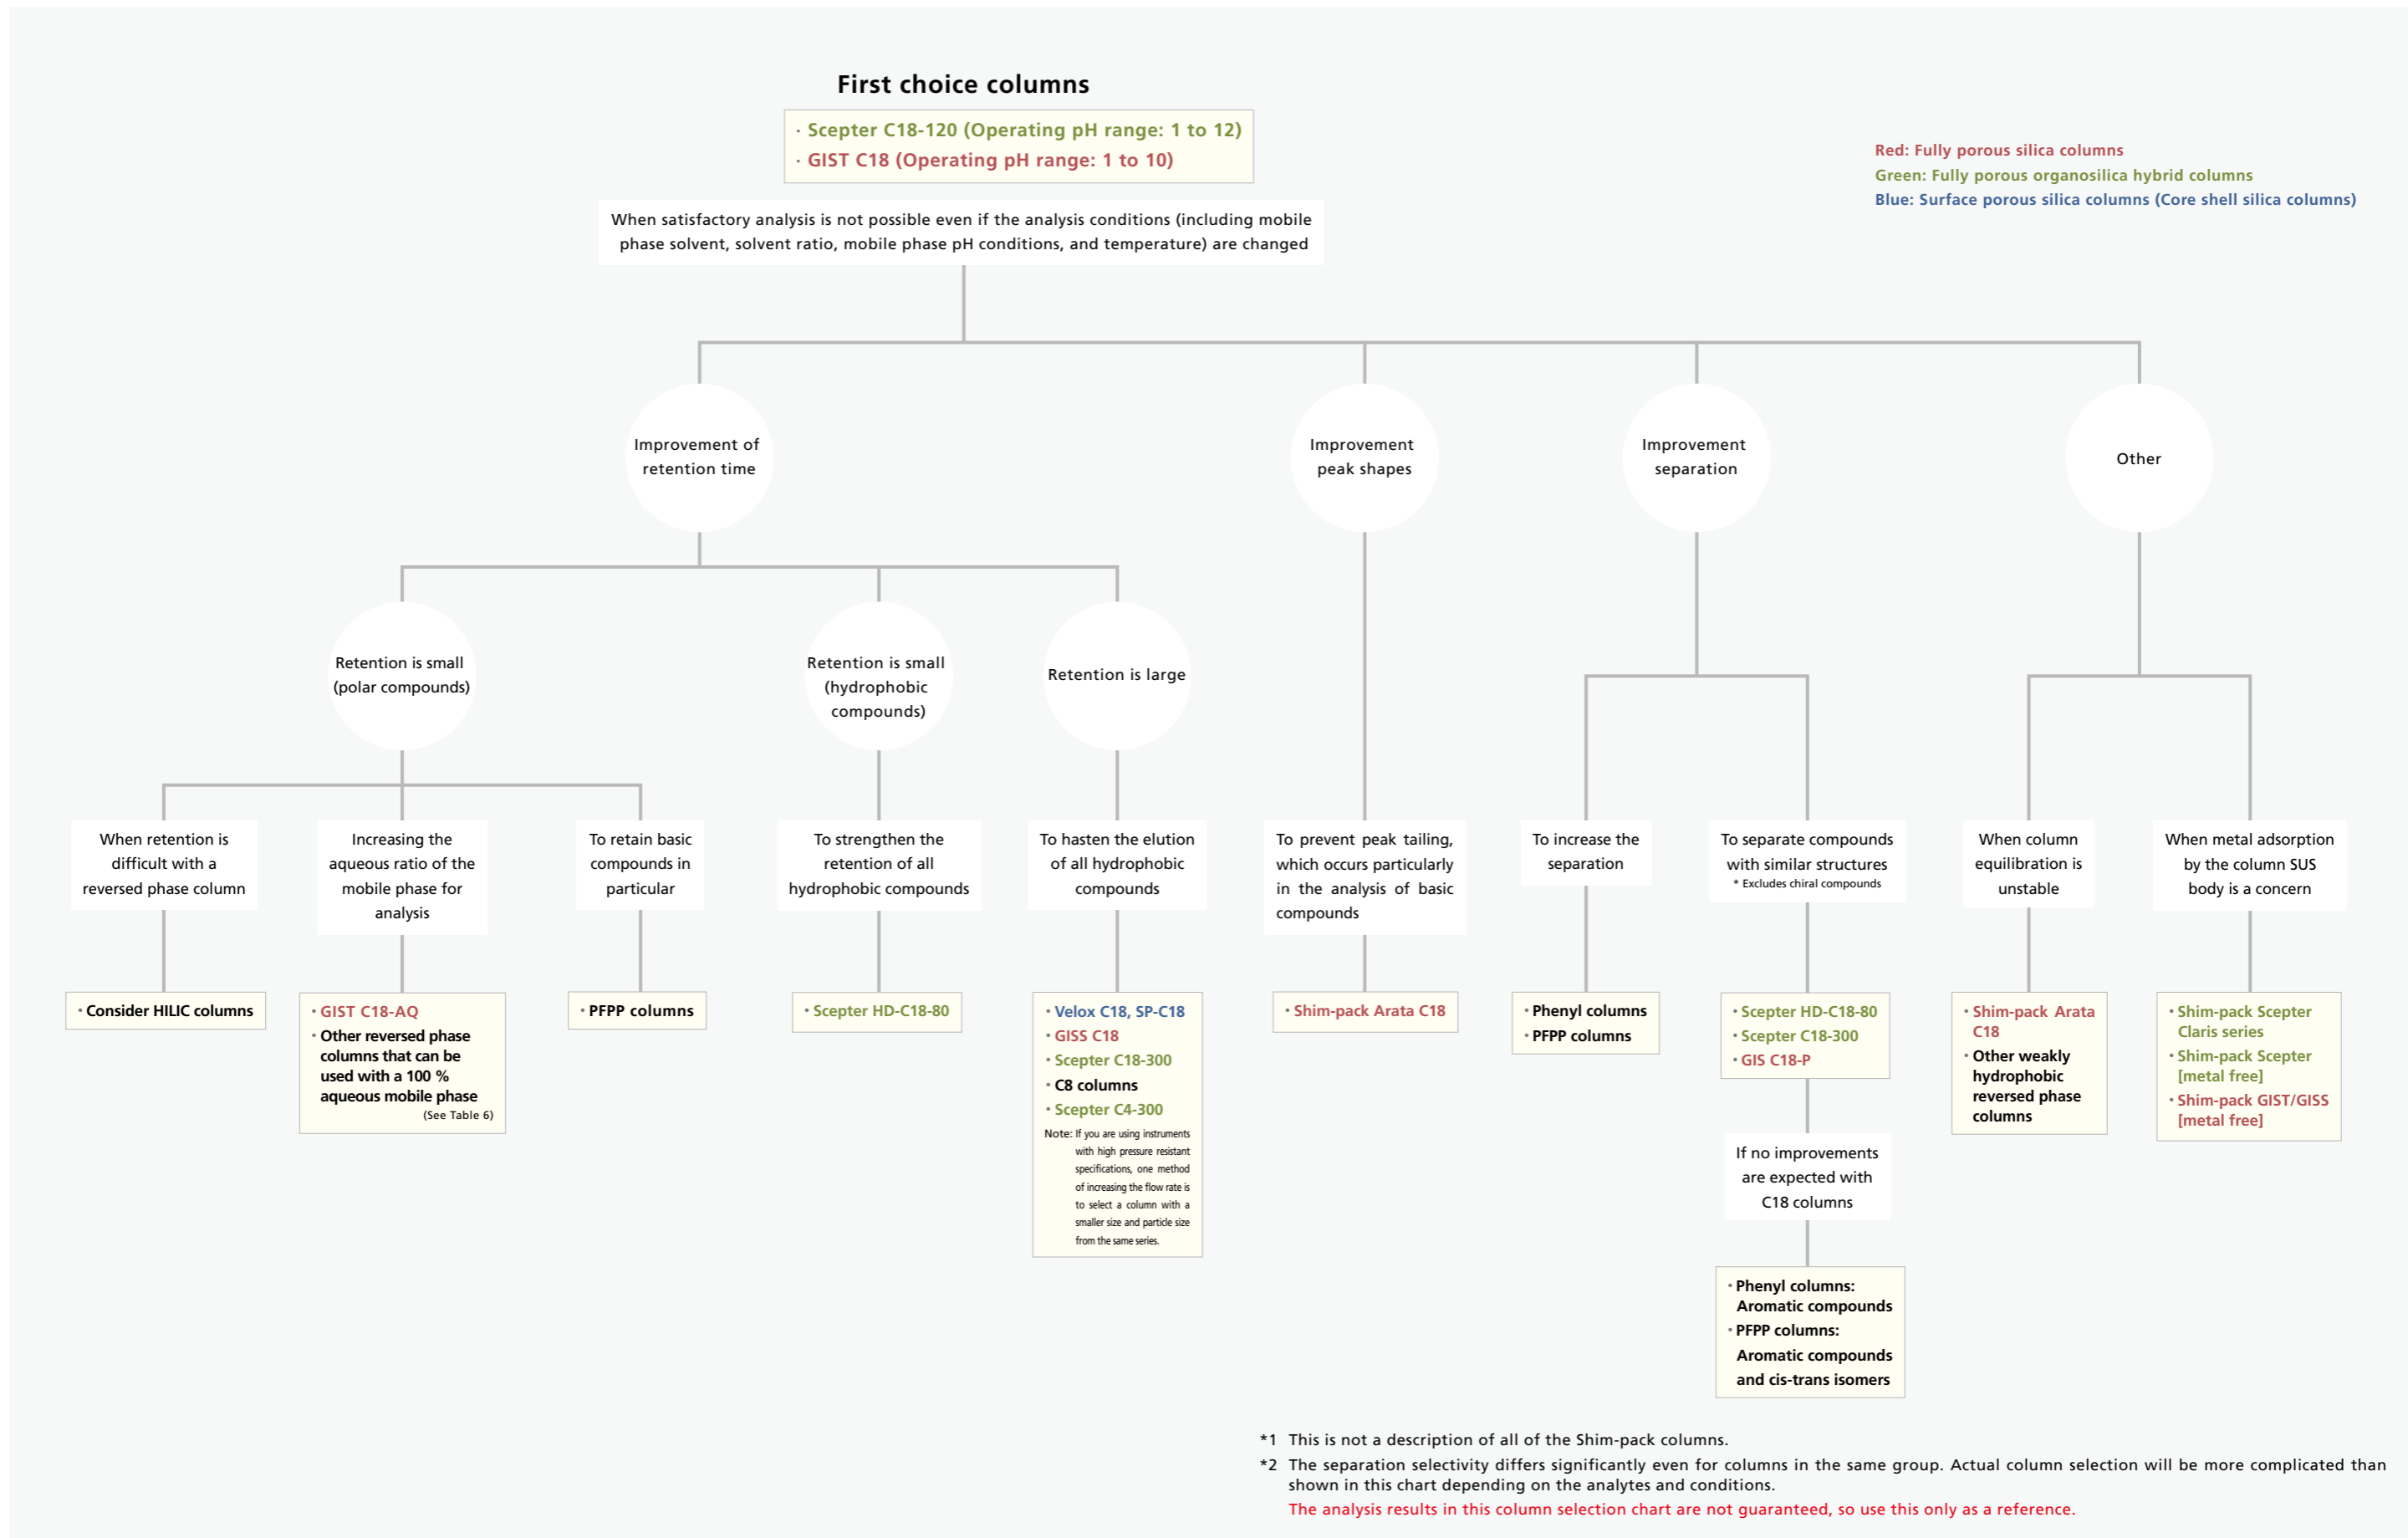 First choice columns
· Scepter C18-120 (Operating pH range: 1 to 12)
· GIST C18 (Operating pH range: 1 to 10)
Red: Fully porous silica columns
Green: Fully porous organosilica hybrid columns
Blue: Surface porous silica columns (Core shell silica columns)
When satisfactory analysis is not possible even if the analysis conditions (including mobile
phase solvent, solvent ratio, mobile phase pH conditions, and temperature) are changed
Improvement of
retention time
Improvement
peak shapes
Improvement
separation
Other
Retention is small
(polar compounds)
Retention is small
(hydrophobic
compounds)
Retention is large
When retention is
difficult with a
reversed phase column
Increasing the
aqueous ratio of the
mobile phase for
analysis
To retain basic
compounds in
particular
To strengthen the
retention of all
hydrophobic compounds
To hasten the elution
of all hydrophobic
compounds
To prevent peak tailing,
which occurs particularly
in the analysis of basic
compounds
To increase the
separation
To separate compounds
with similar structures
* Excludes chiral compounds
When column
equilibration is
unstable
When metal adsorption
by the column SUS
body is a concern
· Consider HILIC columns
· GIST C18-AQ
· Other reversed phase
columns that can be
used with a 100 %
aqueous mobile phase
(See Table 6)
· PFPP columns
· Scepter HD-C18-80
· Velox C18, SP-C18
· GISS C18
· Scepter C18-300
· C8 columns
· Scepter C4-300
Note: If you are using instruments
with high pressure resistant
specifications, one method
of increasing the flow rate is
to select a column with a
smaller size and particle size
from the same series.
· Shim-pack Arata C18
· Phenyl columns
· PFPP columns
· Scepter HD-C18-80
· Scepter C18-300
· GIS C18-P
If no improvements
are expected with
C18 columns
· Phenyl columns:
Aromatic compounds
· PFPP columns:
Aromatic compounds
and cis-trans isomers
· Shim-pack Arata
C18
· Other weakly
hydrophobic
reversed phase
columns
· Shim-pack Scepter
Claris series
· Shim-pack Scepter
[metal free]
· Shim-pack GIST/GISS
[metal free]
*1 This is not a description of all of the Shim-pack columns.
*2 The separation selectivity differs significantly even for columns in the same group. Actual column selection will be more complicated than
shown in this chart depending on the analytes and conditions.
The analysis results in this column selection chart are not guaranteed, so use this only as a reference.